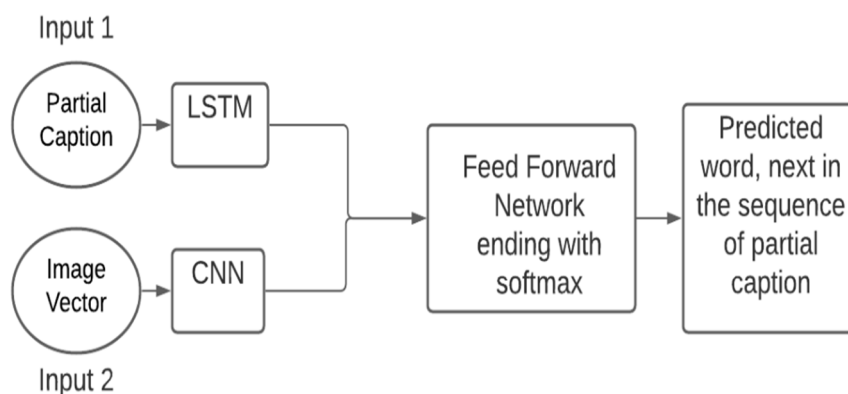 Input 1
Partial
Caption
LSTM
Image
Vector
CNN
Input 2
Feed Forward
Network
ending with
softmax
Predicted
word, next in
the sequence
of partial
caption